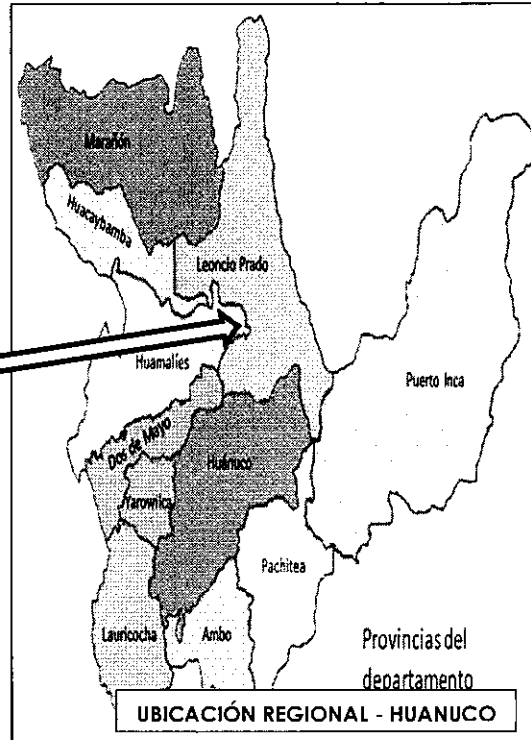 Marañón
Huacaybamba
Leoncio Prado
Huamalíes
Puerto Inca
Dos de Mayo
Huánuco
Yarowilca
Pachitea
Lauricocha
Ambo
Provincias del
departamento
UBICACIÓN REGIONAL - HUANUCO